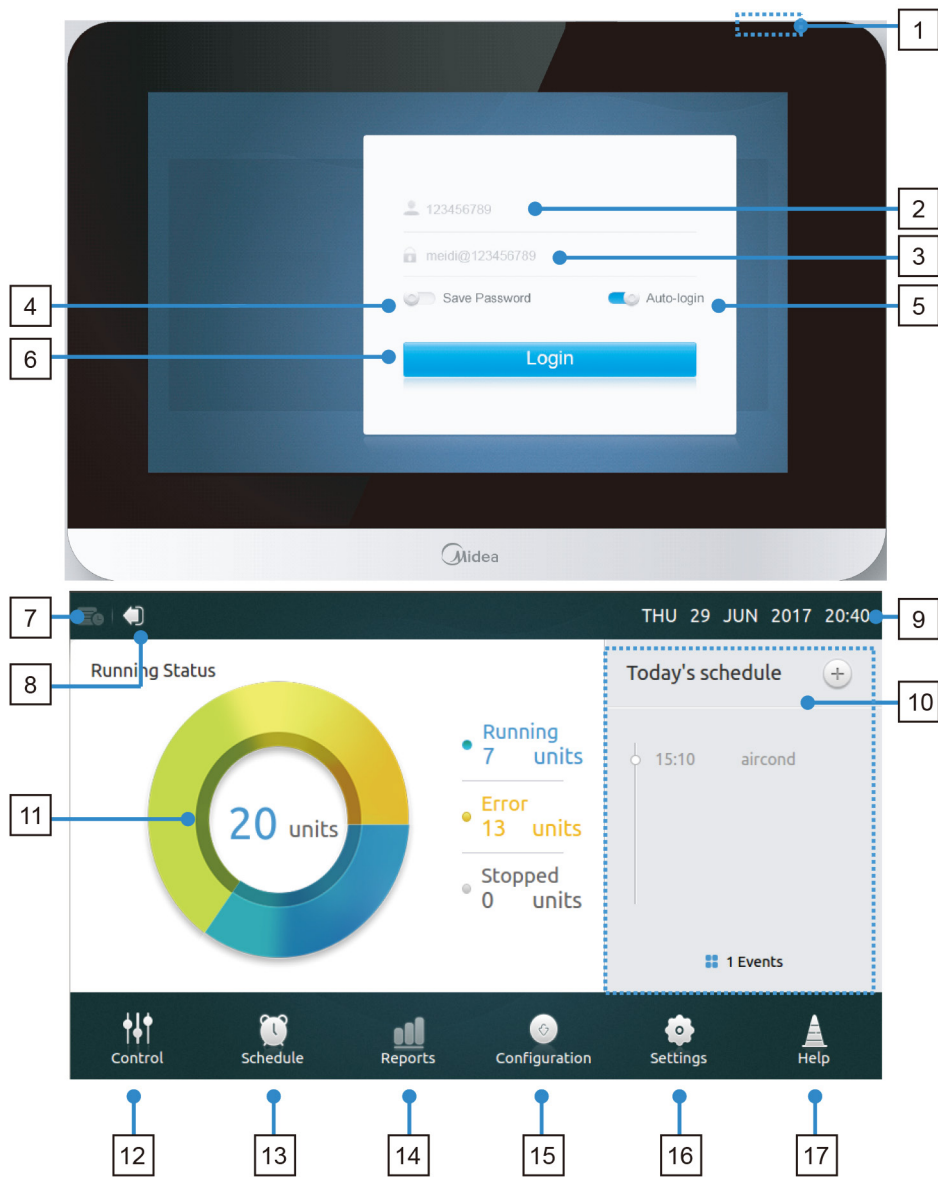 1
123456789
2
meidi@123456789
3
4
Save Password
Auto-login
5
6
Login
Midea
7
THU 29 JUN 2017 20:40
9
8
Running Status
Today's schedule
10
Running
7 units
15:10 aircond
11
20 units
Error
13 units
Stopped
0 units
1 Events
Control
Schedule
Reports
Configuration
Settings
Help
12
13
14
15
16
17